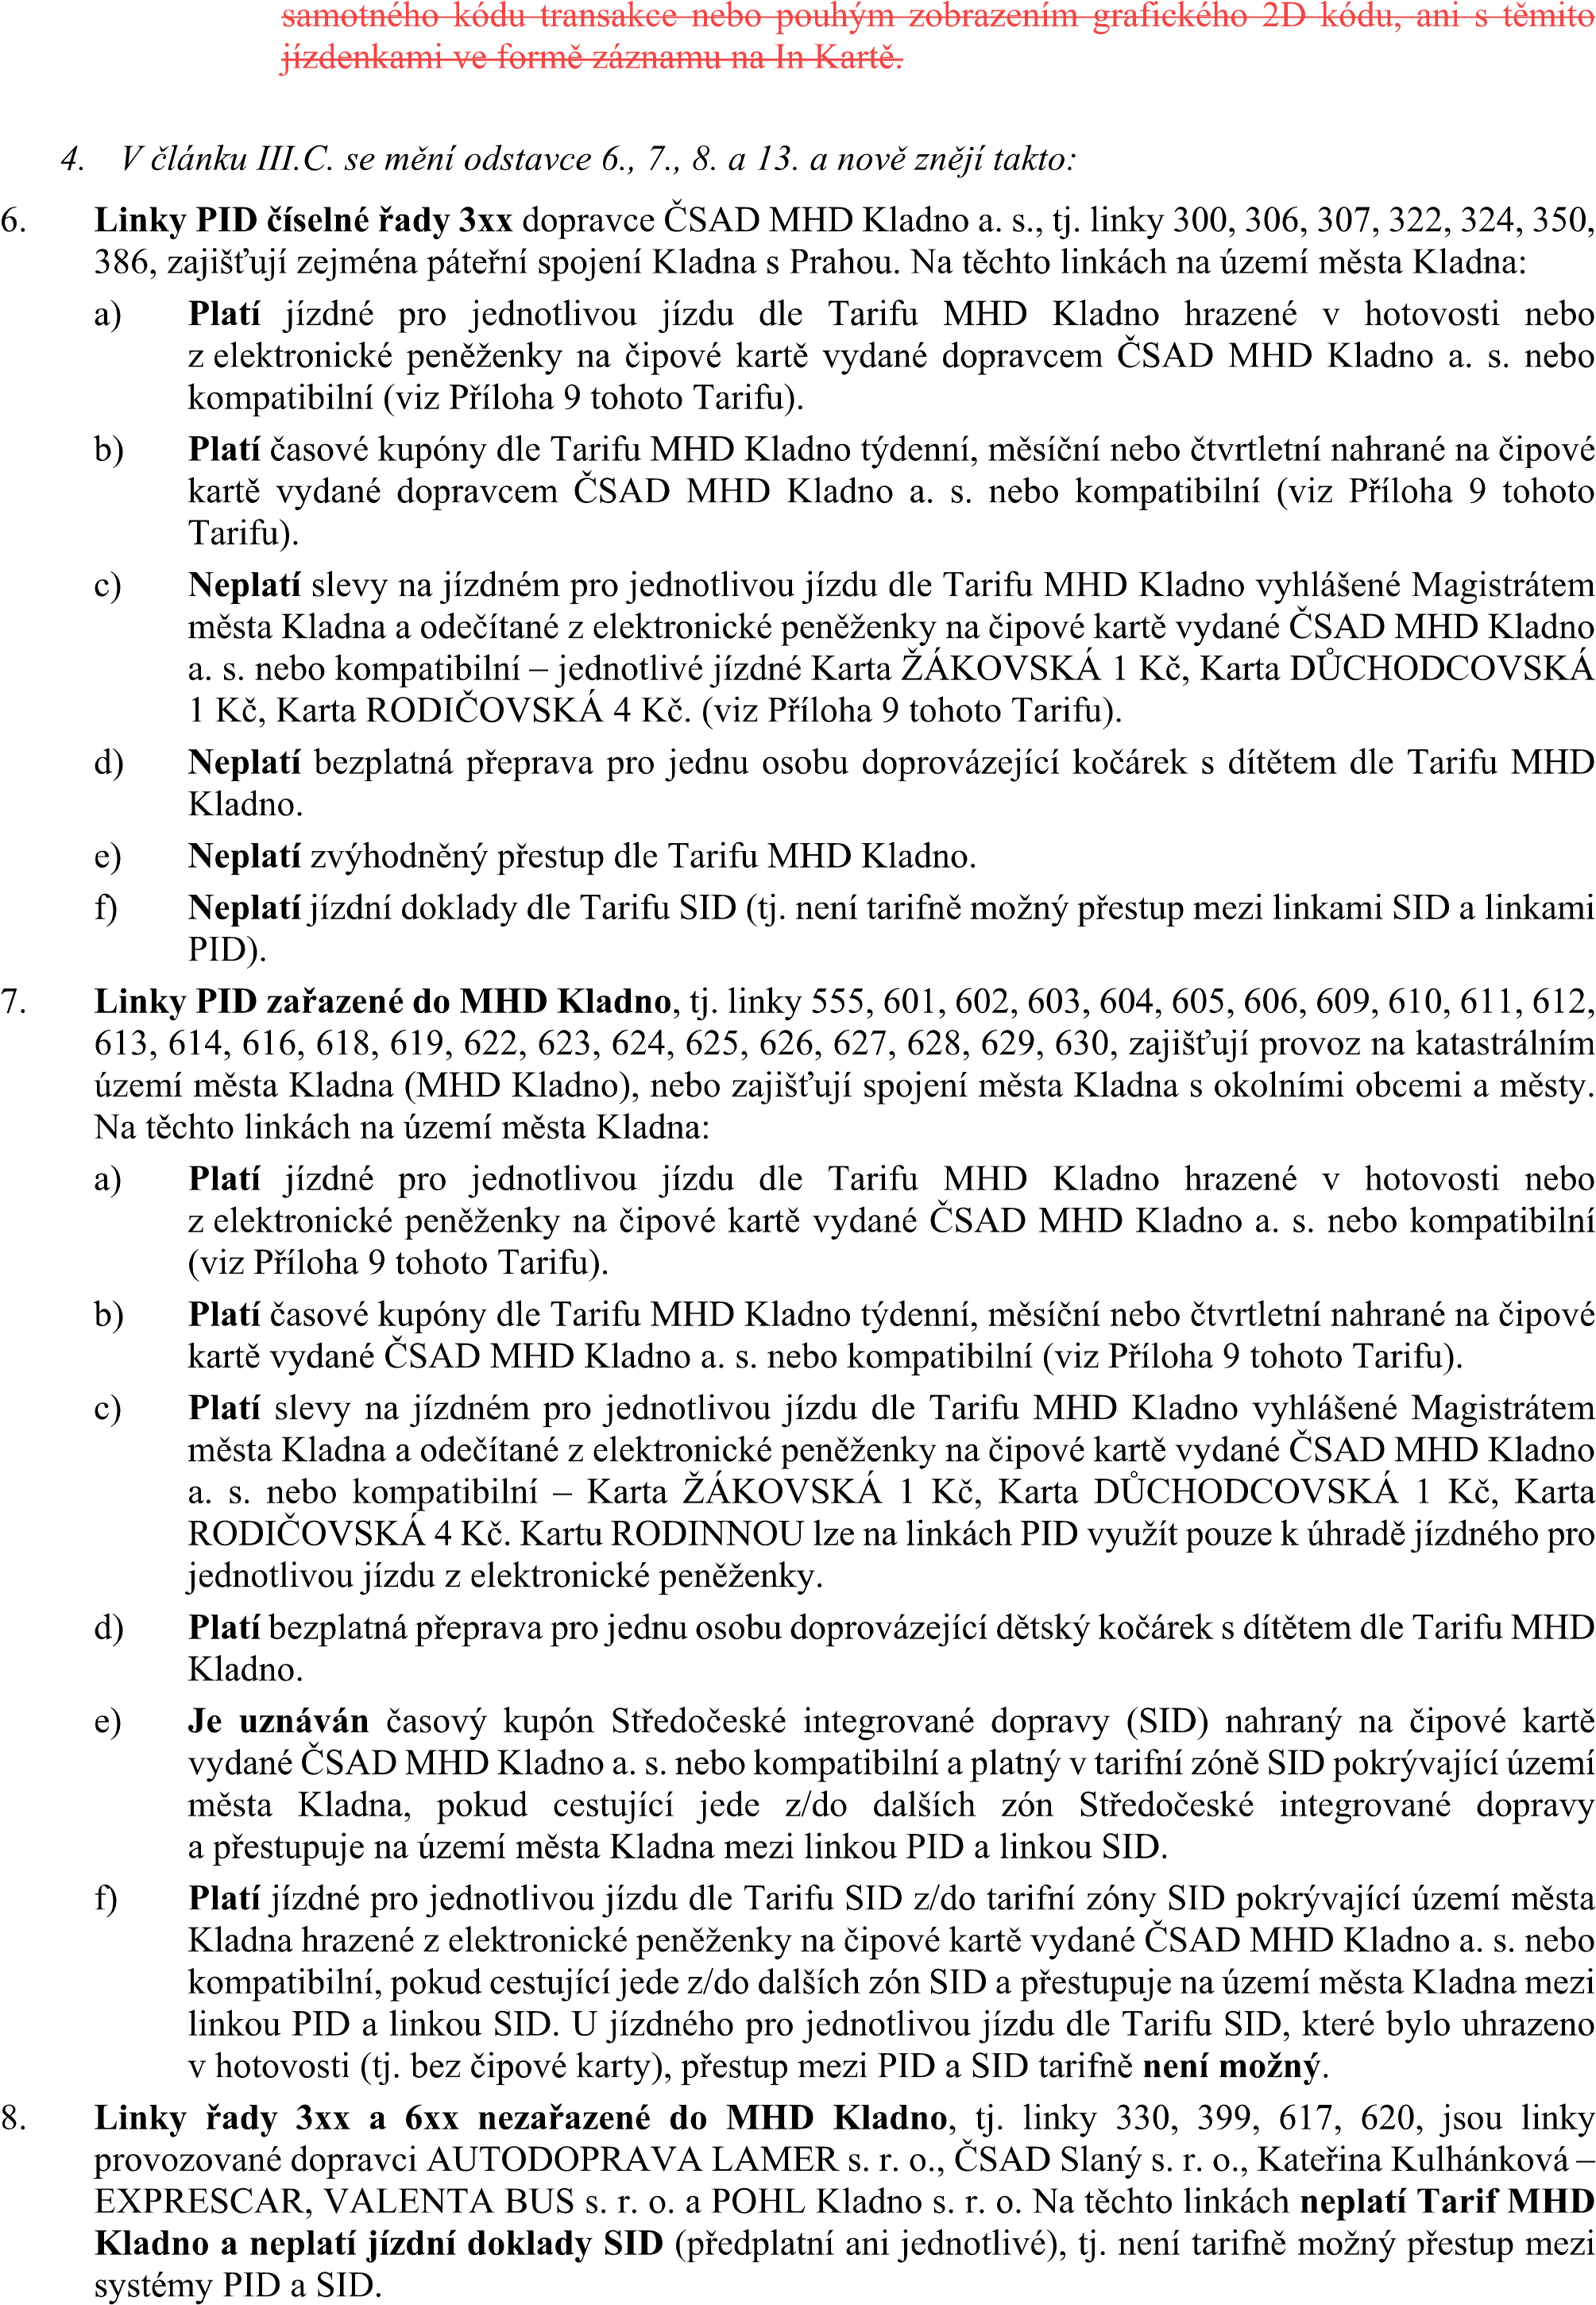 samotného kódu transakce nebo pouhým zobrazením grafického 2D kódu, ani s těmito
jízdenkami ve formě záznamu na In Kartě.
4. V článku III.C. se mění odstavce 6., 7., 8. a 13. a nově znějí takto:
6. Linky PID číselné řady 3xx dopravce ČSAD MHD Kladno a. s., tj. linky 300, 306, 307, 322, 324, 350,
386, zajišťují zejména páteřní spojení Kladna s Prahou. Na těchto linkách na území města Kladna:
a) Platí jízdné pro jednotlivou jízdu dle Tarifu MHD Kladno hrazené v hotovosti nebo
z elektronické peněženky na čipové kartě vydané dopravcem ČSAD MHD Kladno a. s. nebo
kompatibilní (viz Příloha 9 tohoto Tarifu).
b) Platí časové kupóny dle Tarifu MHD Kladno týdenní, měsíční nebo čtvrtletní nahrané na čipové
kartě vydané dopravcem ČSAD MHD Kladno a. s. nebo kompatibilní (viz Příloha 9 tohoto
Tarifu).
c) Neplatí slevy na jízdném pro jednotlivou jízdu dle Tarifu MHD Kladno vyhlášené Magistrátem
města Kladna a odečítané z elektronické peněženky na čipové kartě vydané ČSAD MHD Kladno
a. s. nebo kompatibilní – jednotlivé jízdné Karta ŽÁKOVSKÁ 1 Kč, Karta DŮCHODCOVSKÁ
1 Kč, Karta RODIČOVSKÁ 4 Kč. (viz Příloha 9 tohoto Tarifu).
d) Neplatí bezplatná přeprava pro jednu osobu doprovázející kočárek s dítětem dle Tarifu MHD
Kladno.
e) Neplatí zvýhodněný přestup dle Tarifu MHD Kladno.
f) Neplatí jízdní doklady dle Tarifu SID (tj. není tarifně možný přestup mezi linkami SID a linkami
PID).
7. Linky PID zařazené do MHD Kladno, tj. linky 555, 601, 602, 603, 604, 605, 606, 609, 610, 611, 612,
613, 614, 616, 618, 619, 622, 623, 624, 625, 626, 627, 628, 629, 630, zajišťují provoz na katastrálním
území města Kladna (MHD Kladno), nebo zajišťují spojení města Kladna s okolními obcemi a městy.
Na těchto linkách na území města Kladna:
a) Platí jízdné pro jednotlivou jízdu dle Tarifu MHD Kladno hrazené v hotovosti nebo
z elektronické peněženky na čipové kartě vydané ČSAD MHD Kladno a. s. nebo kompatibilní
(viz Příloha 9 tohoto Tarifu).
b) Platí časové kupóny dle Tarifu MHD Kladno týdenní, měsíční nebo čtvrtletní nahrané na čipové
kartě vydané ČSAD MHD Kladno a. s. nebo kompatibilní (viz Příloha 9 tohoto Tarifu).
c) Platí slevy na jízdném pro jednotlivou jízdu dle Tarifu MHD Kladno vyhlášené Magistrátem
města Kladna a odečítané z elektronické peněženky na čipové kartě vydané ČSAD MHD Kladno
a. s. nebo kompatibilní – Karta ŽÁKOVSKÁ 1 Kč, Karta DŮCHODCOVSKÁ 1 Kč, Karta
RODIČOVSKÁ 4 Kč. Kartu RODINNOU lze na linkách PID využít pouze k úhradě jízdného pro
jednotlivou jízdu z elektronické peněženky.
d) Platí bezplatná přeprava pro jednu osobu doprovázející dětský kočárek s dítětem dle Tarifu MHD
Kladno.
e) Je uznáván časový kupón Středočeské integrované dopravy (SID) nahraný na čipové kartě
vydané ČSAD MHD Kladno a. s. nebo kompatibilní a platný v tarifní zóně SID pokrývající území
města Kladna, pokud cestující jede z/do dalších zón Středočeské integrované dopravy
a přestupuje na území města Kladna mezi linkou PID a linkou SID.
f) Platí jízdné pro jednotlivou jízdu dle Tarifu SID z/do tarifní zóny SID pokrývající území města
Kladna hrazené z elektronické peněženky na čipové kartě vydané ČSAD MHD Kladno a. s. nebo
kompatibilní, pokud cestující jede z/do dalších zón SID a přestupuje na území města Kladna mezi
linkou PID a linkou SID. U jízdného pro jednotlivou jízdu dle Tarifu SID, které bylo uhrazeno
v hotovosti (tj. bez čipové karty), přestup mezi PID a SID tarifně není možný.
8. Linky řady 3xx a 6xx nezařazené do MHD Kladno, tj. linky 330, 399, 617, 620, jsou linky
provozované dopravci AUTODOPRAVA LAMER s. r. o., ČSAD Slaný s. r. o., Kateřina Kulhánková –
EXPRESCAR, VALENTA BUS s. r. o. a POHL Kladno s. r. o. Na těchto linkách neplatí Tarif MHD
Kladno a neplatí jízdní doklady SID (předplatní ani jednotlivé), tj. není tarifně možný přestup mezi
systémy PID a SID.